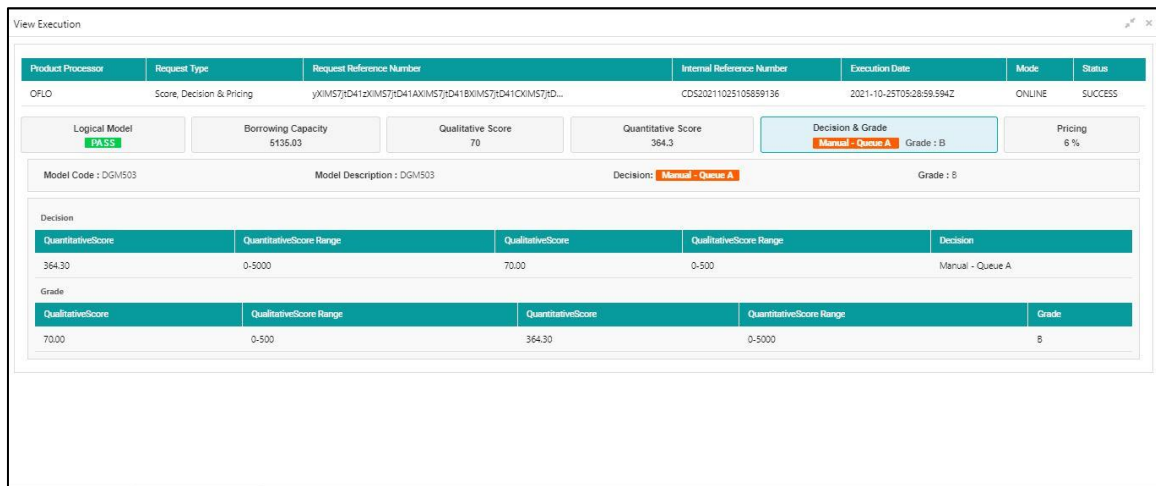 View Execution
Product Processor Request Type Request Reference Number Internal Reference Number Execution Date Mode Status
OFLO Score, Decision & Pricing yXIMS7JtD41zXIMS7JtD41AXIMS7JtD41BXIMS7JtD41CXIMS7JtD... CDS20211025105859136 2021-10-25T05:28:59.594Z ONLINE SUCCESS
Logical Model Borrowing Capacity Qualitative Score Quantitative Score Decision & Grade Pricing
PASS 5135.03 70 364.3 Manual - Queue A Grade : B 6 %
Model Code : DGM503 Model Description : DGM503 Decision: Manual - Queue A Grade : B
Decision
QuantitativeScore QuantitativeScore Range QualitativeScore QualitativeScore Range Decision
364.30 0-5000 70.00 0-500 Manual - Queue A
Grade
QualitativeScore QualitativeScore Range QuantitativeScore QuantitativeScore Range Grade
70.00 0-500 364.30 0-5000 B